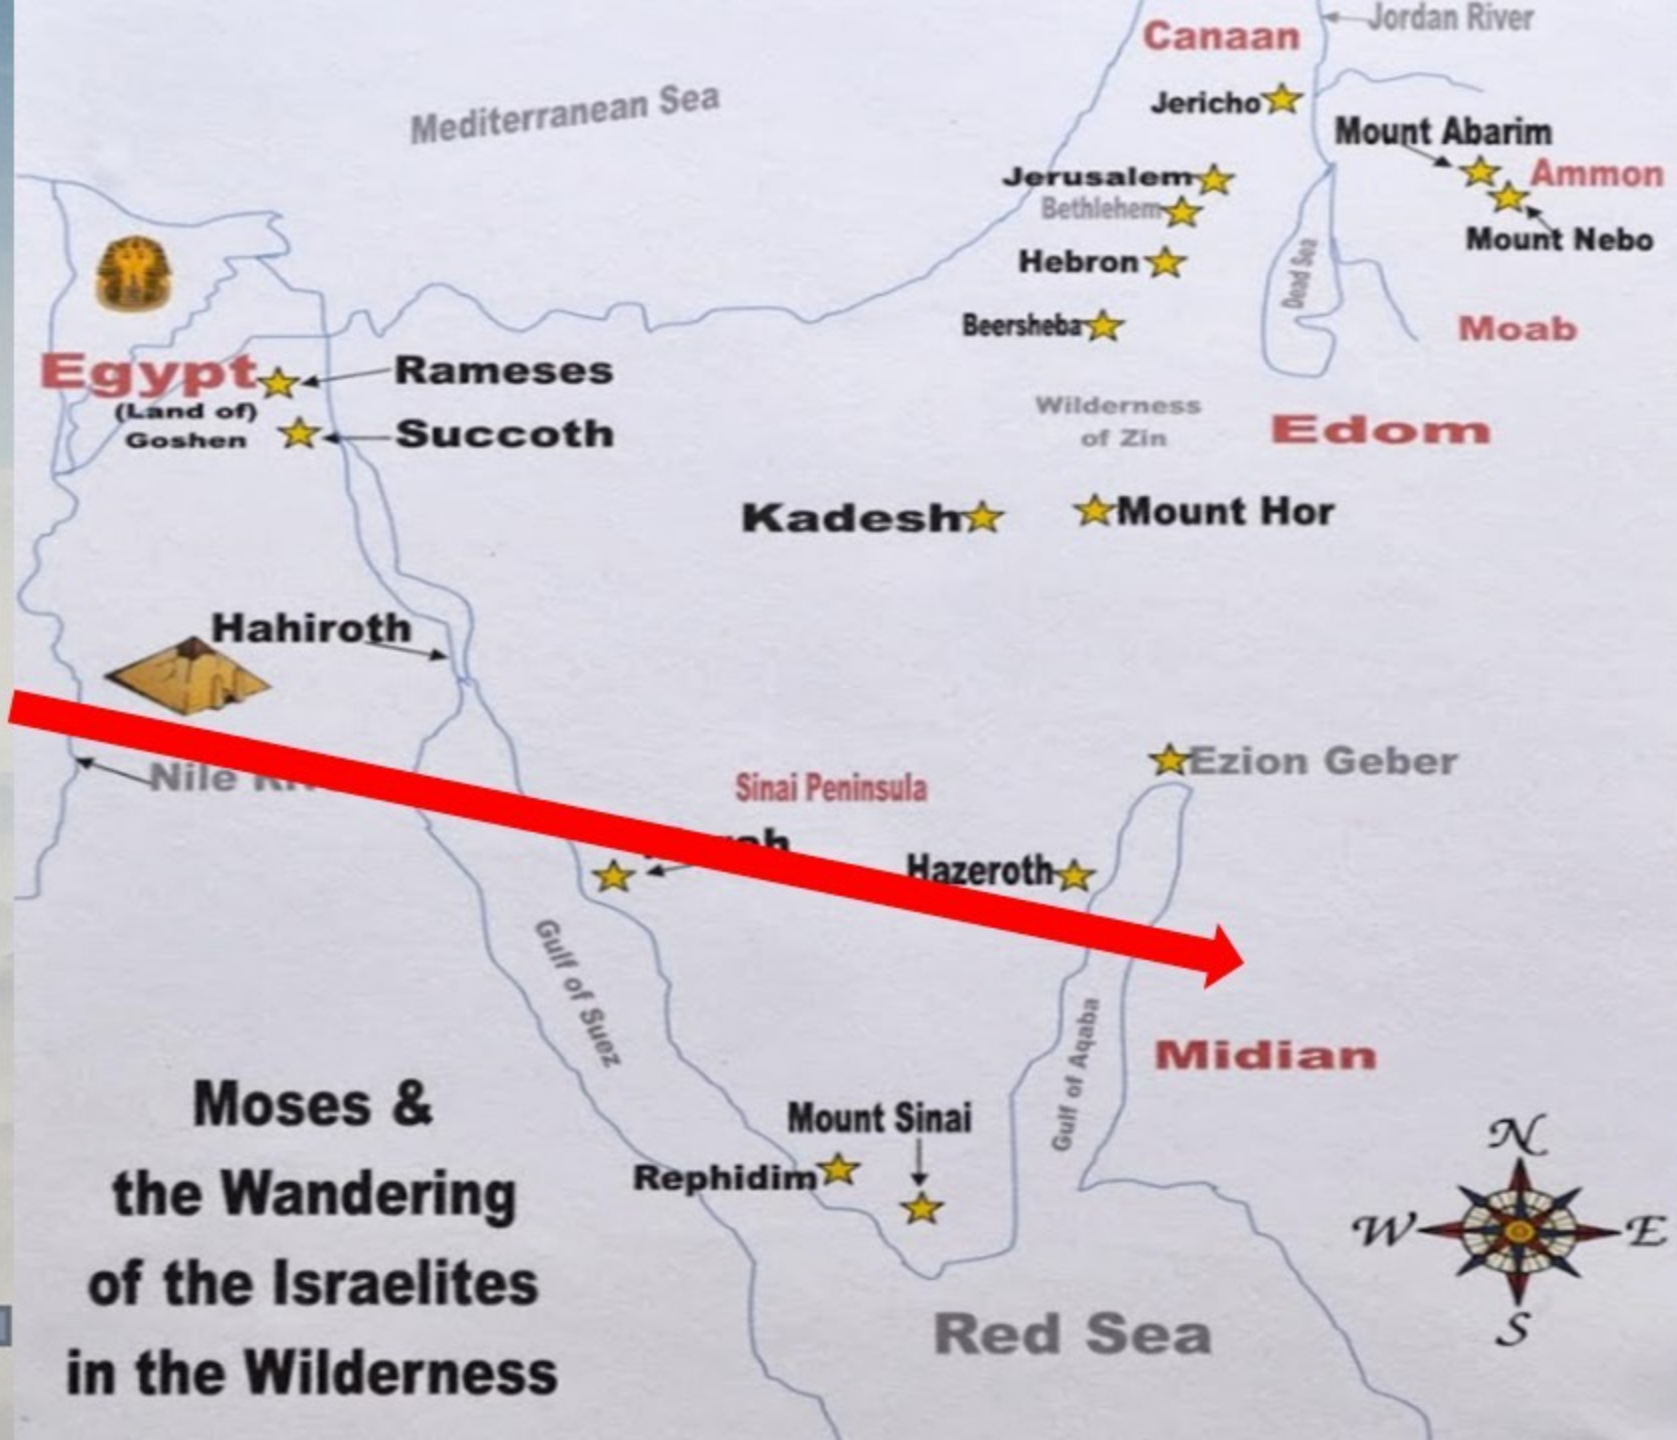 Canaan
Jordan River
Mediterranean Sea
Jericho
Mount Abarim
Jerusalem
Ammon
Bethlehem
Mount Nebo
Hebron
Dead Sea
Beersheba
Moab
Egypt
Rameses
(Land of)
Goshen
Succoth
Wilderness
of Zin
Edom
Kadesh
Mount Hor
Hahiroth
Nile
Sinai Peninsula
Ezion Geber
Hazeroth
Gulf of Suez
Gulf of Aqaba
Midian
Moses &
the Wandering
of the Israelites
in the Wilderness
Mount Sinai
Rephidim
Red Sea
N
W
E
S